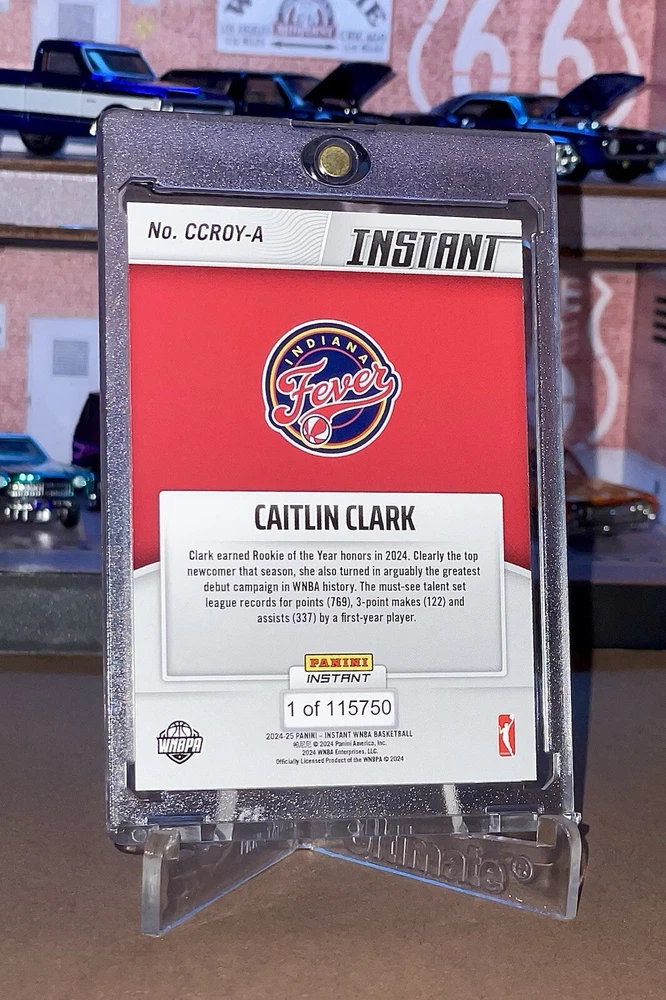 66
No. CCROY-A
INSTANT
INDIANA
Fever
CAITLIN CLARK
Clark earned Rookie of the Year honors in 2024. Clearly the top
newcomer that season, she also turned in arguably the greatest
debut campaign in WNBA history. The must-see talent set
league records for points (769), 3-point makes (122) and
assists (337) by a first-year player.
PANINI
INSTANT
1 of 115750
WNBPA
2024-25 PANINI – INSTANT WNBA BASKETBALL
帕尼尼 © 2024 Panini America, Inc.
2024 WNBA Enterprises, LLC.
Officially Licensed Product of the WNBPA © 2024
Ultimate®